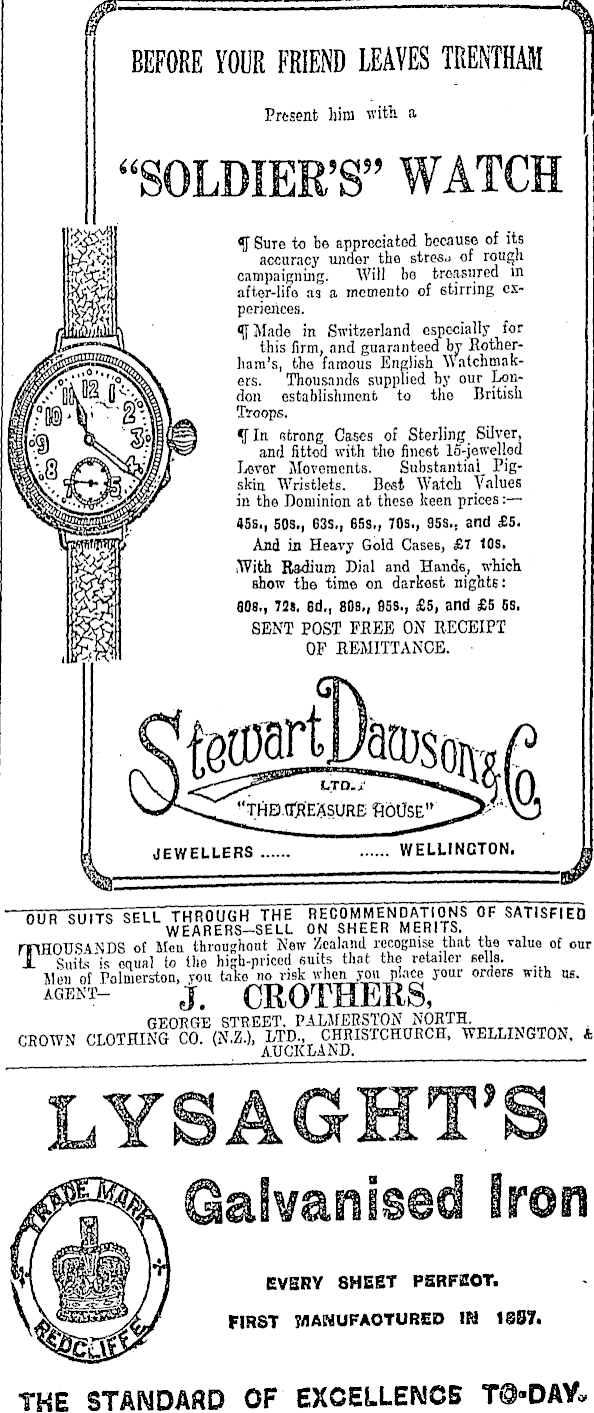 BEFORE YOUR FRIEND LEAVES TRENTHAM
Present him with a
"SOLDIER'S" WATCH
¶ Sure to be appreciated because of its
accuracy under the stress of rough
campaigning. Will be treasured in
after-life as a memento of stirring ex-
periences.
¶ Made in Switzerland especially for
this firm, and guaranteed by Rother-
ham's, the famous English Watchmak-
ers. Thousands supplied by our Lon-
don establishment to the British
Troops.
¶ In strong Cases of Sterling Silver,
and fitted with the finest 15-jewelled
Lever Movements. Substantial Pig-
skin Wristlets. Best Watch Values
in the Dominion at these keen prices:—
45s., 50s., 63s., 65s., 70s., 95s., and £5.
And in Heavy Gold Cases, £7 10s.
With Radium Dial and Hands, which
show the time on darkest nights:
60s., 72s. 6d., 80s., 95s., £5, and £5 5s.
SENT POST FREE ON RECEIPT
OF REMITTANCE.
11 12 1
10 2
9 3
8 4
7 5
Stewart Dawson & Co.
LTD.
"THE TREASURE HOUSE"
JEWELLERS ...... ...... WELLINGTON.
OUR SUITS SELL THROUGH THE RECOMMENDATIONS OF SATISFIED
WEARERS—SELL ON SHEER MERITS.
THOUSANDS of Men throughout New Zealand recognise that the value of our
Suits is equal to the high-priced suits that the retailer sells.
Men of Palmerston, you take no risk when you place your orders with us.
AGENT— J. CROTHERS,
GEORGE STREET, PALMERSTON NORTH.
CROWN CLOTHING CO. (N.Z.), LTD., CHRISTCHURCH, WELLINGTON, &
AUCKLAND.
LYSAGHT'S
Galvanised Iron
TRADE MARK
REDCLIFFE
EVERY SHEET PERFECT.
FIRST MANUFACTURED IN 1857.
THE STANDARD OF EXCELLENCE TO-DAY.